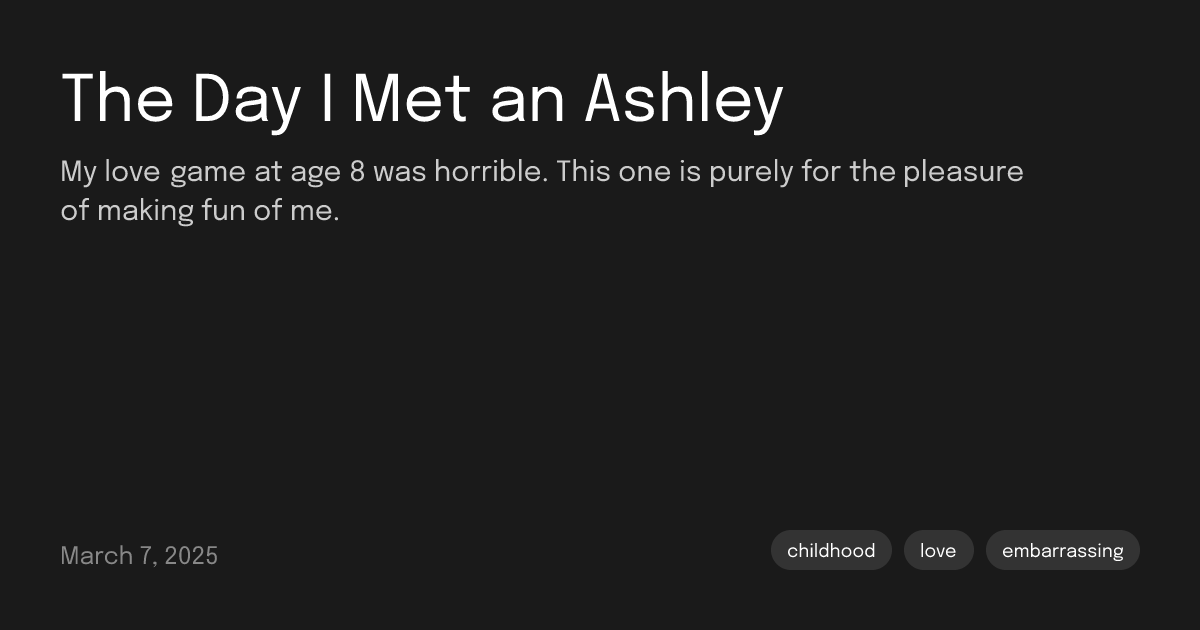 The Day I Met an Ashley
My love game at age 8 was horrible. This one is purely for the pleasure
of making fun of me.
March 7, 2025
childhood
love
embarrassing